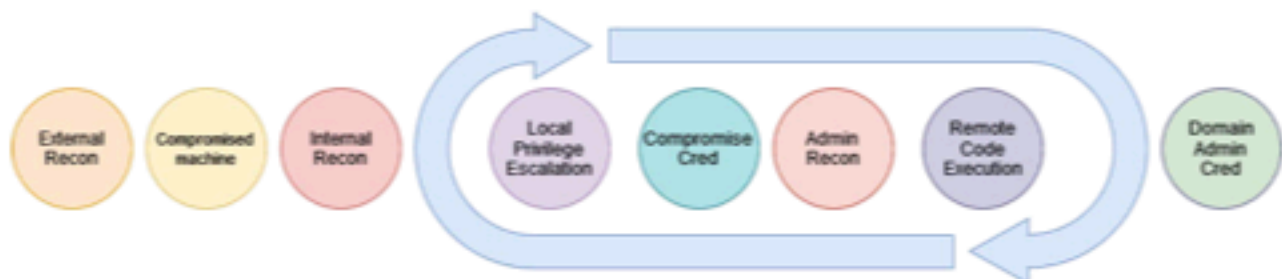 External
Recon
Compromised
machine
Internal
Recon
Local
Privilege
Escalation
Compromise
Cred
Admin
Recon
Remote
Code
Execution
Domain
Admin
Cred